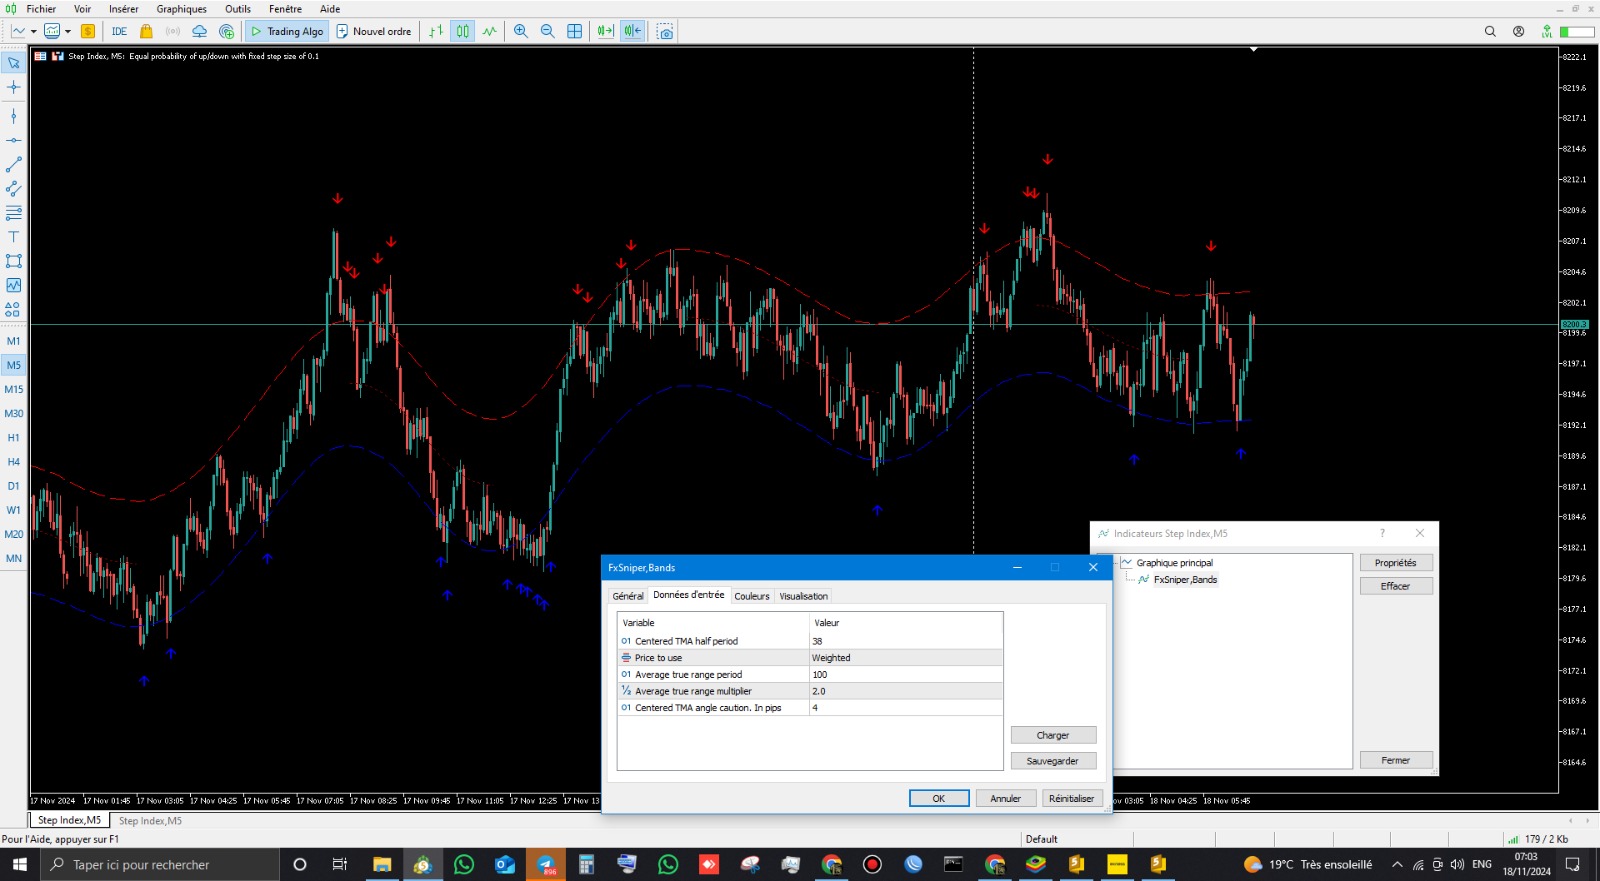 Fichier Voir Insérer Graphiques Outils Fenêtre Aide
IDE Trading Algo Nouvel ordre LVL
Step Index, M5: Equal probability of up/down with fixed step size of 0.1
8222.1
8219.6
8217.1
8214.6
8212.1
8209.6
8207.1
8204.6
8202.1
8200.3
8199.6
8197.1
8194.6
8192.1
8189.6
8187.1
8184.6
8182.1
8179.6
8177.1
8174.6
8172.1
8169.6
8167.1
8164.6
T
M1
M5
M15
M30
H1
H4
D1
W1
M20
MN
Indicateurs Step Index,M5
Graphique principal
FxSniper,Bands
Propriétés
Effacer
Fermer
FxSniper,Bands
Général Données d'entrée Couleurs Visualisation
Variable Valeur
Centered TMA half period 38
Price to use Weighted
Average true range period 100
Average true range multiplier 2.0
Centered TMA angle caution. In pips 4
Charger
Sauvegarder
OK Annuler Réinitialiser
17 Nov 2024 17 Nov 01:45 17 Nov 03:05 17 Nov 04:25 17 Nov 05:45 17 Nov 07:05 17 Nov 08:25 17 Nov 09:45 17 Nov 11:05 17 Nov 12:25 17 Nov 13 03:05 18 Nov 04:25 18 Nov 05:45
Step Index,M5 Step Index,M5
Pour l'Aide, appuyer sur F1 Default 179 / 2 Kb
Taper ici pour rechercher 896 19°C Très ensoleillé ENG 07:03
18/11/2024